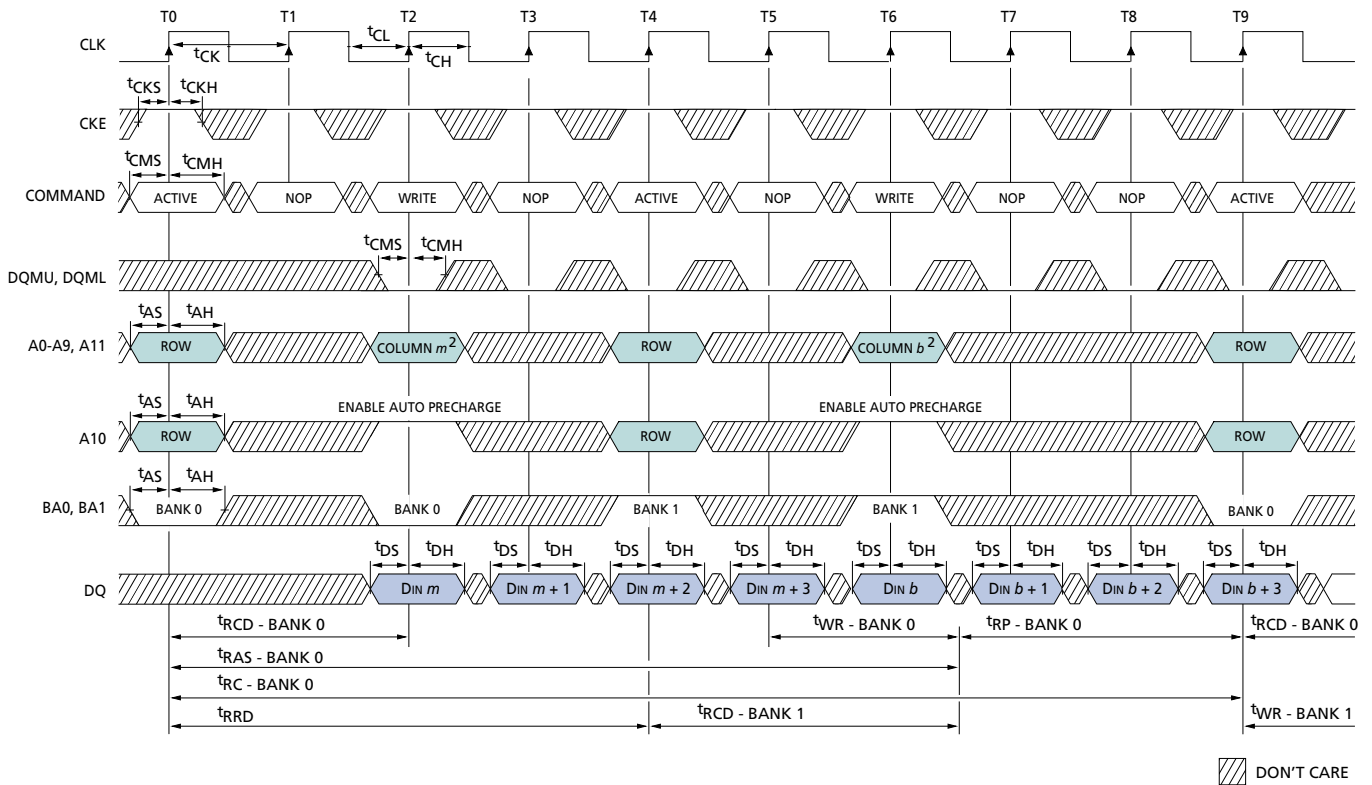 T0 T1 T2 T3 T4 T5 T6 T7 T8 T9
CLK tCK tCL tCH
tCKS tCKH
CKE
tCMS tCMH
COMMAND ACTIVE NOP WRITE NOP ACTIVE NOP WRITE NOP NOP ACTIVE
tCMS tCMH
DQMU, DQML
tAS tAH
A0-A9, A11 ROW COLUMN m2 ROW COLUMN b2 ROW
tAS tAH ENABLE AUTO PRECHARGE ENABLE AUTO PRECHARGE
A10 ROW ROW ROW
tAS tAH
BA0, BA1 BANK 0 BANK 0 BANK 1 BANK 1 BANK 0
tDS tDH tDS tDH tDS tDH tDS tDH tDS tDH tDS tDH tDS tDH tDS tDH
DQ DIN m DIN m + 1 DIN m + 2 DIN m + 3 DIN b DIN b + 1 DIN b + 2 DIN b + 3
tRCD - BANK 0 tWR - BANK 0 tRP - BANK 0 tRCD - BANK 0
tRAS - BANK 0
tRC - BANK 0
tRRD tRCD - BANK 1 tWR - BANK 1
DON'T CARE